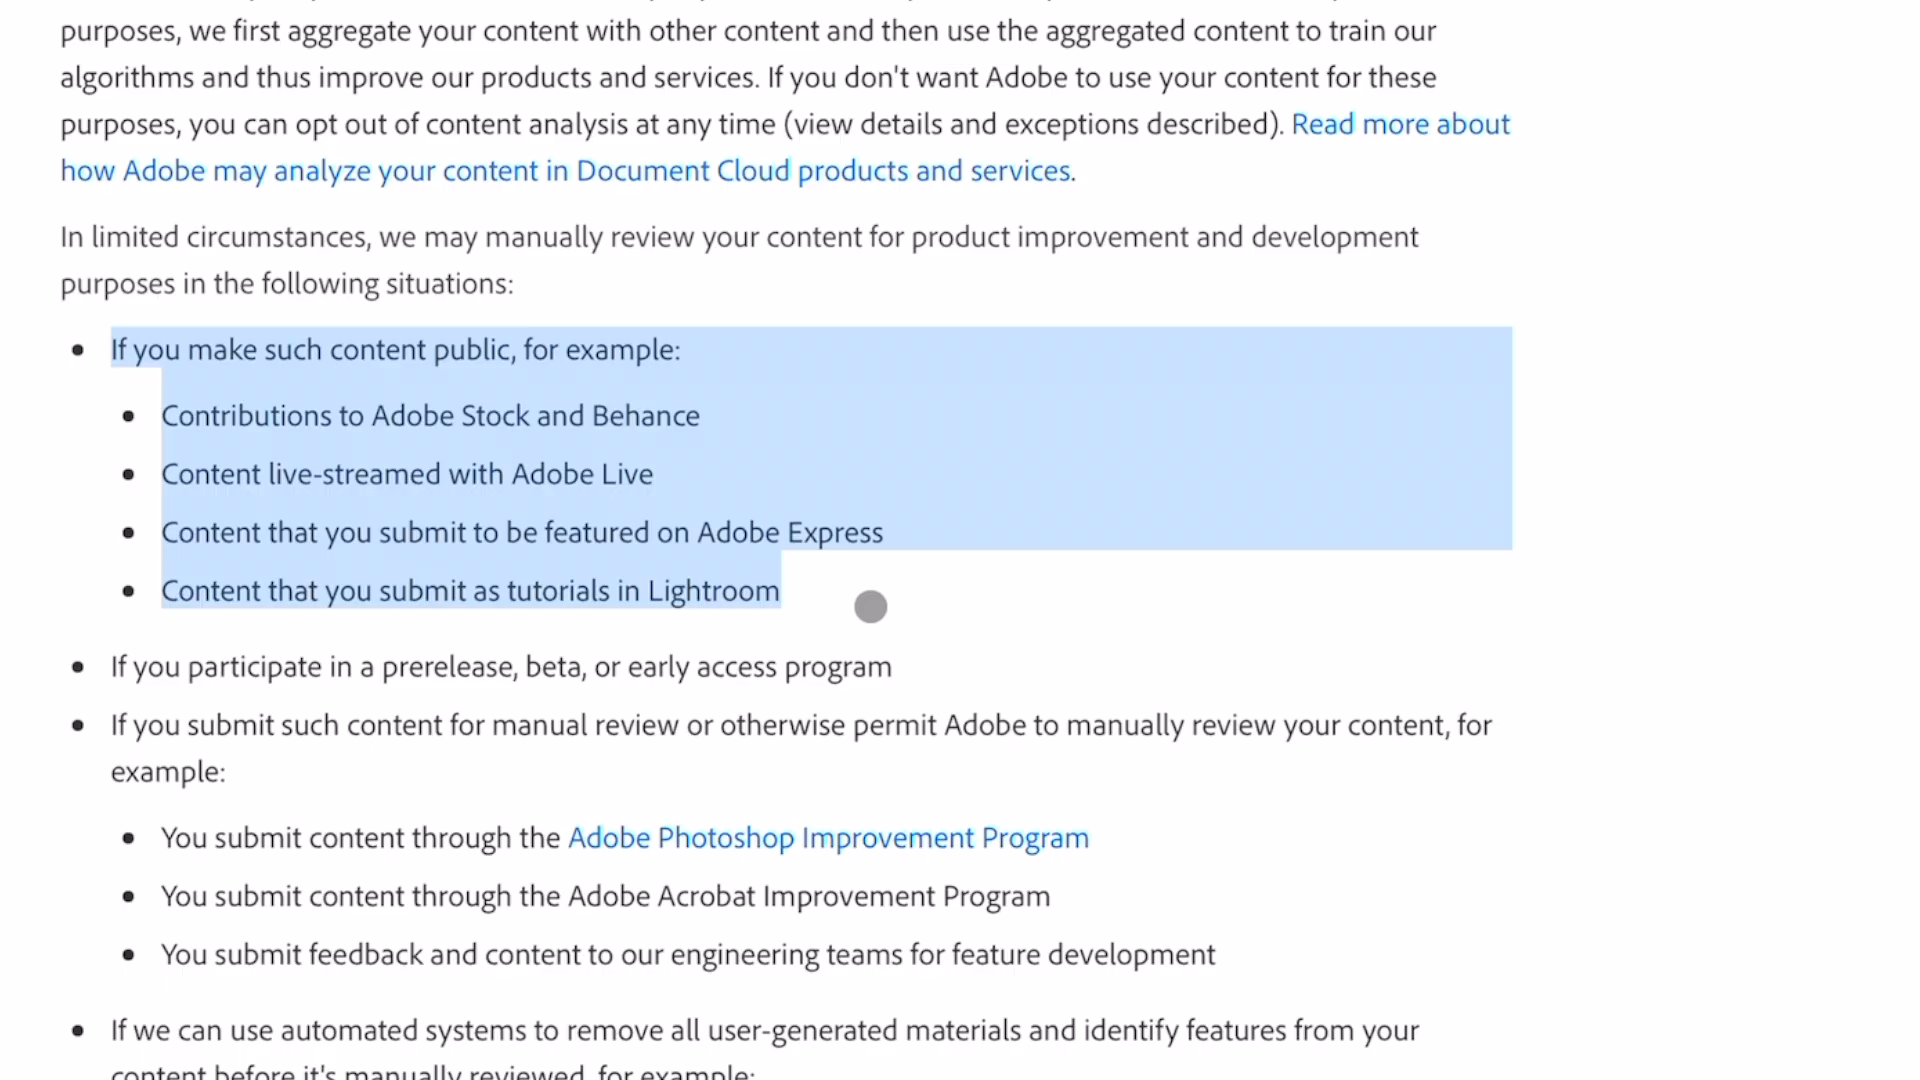 purposes, we first aggregate your content with other content and then use the aggregated content to train our
algorithms and thus improve our products and services. If you don't want Adobe to use your content for these
purposes, you can opt out of content analysis at any time (view details and exceptions described). Read more about
how Adobe may analyze your content in Document Cloud products and services.
In limited circumstances, we may manually review your content for product improvement and development
purposes in the following situations:
• If you make such content public, for example:
• Contributions to Adobe Stock and Behance
• Content live-streamed with Adobe Live
• Content that you submit to be featured on Adobe Express
• Content that you submit as tutorials in Lightroom
• If you participate in a prerelease, beta, or early access program
• If you submit such content for manual review or otherwise permit Adobe to manually review your content, for
example:
• You submit content through the Adobe Photoshop Improvement Program
• You submit content through the Adobe Acrobat Improvement Program
• You submit feedback and content to our engineering teams for feature development
• If we can use automated systems to remove all user-generated materials and identify features from your
content before it's manually reviewed, for example: